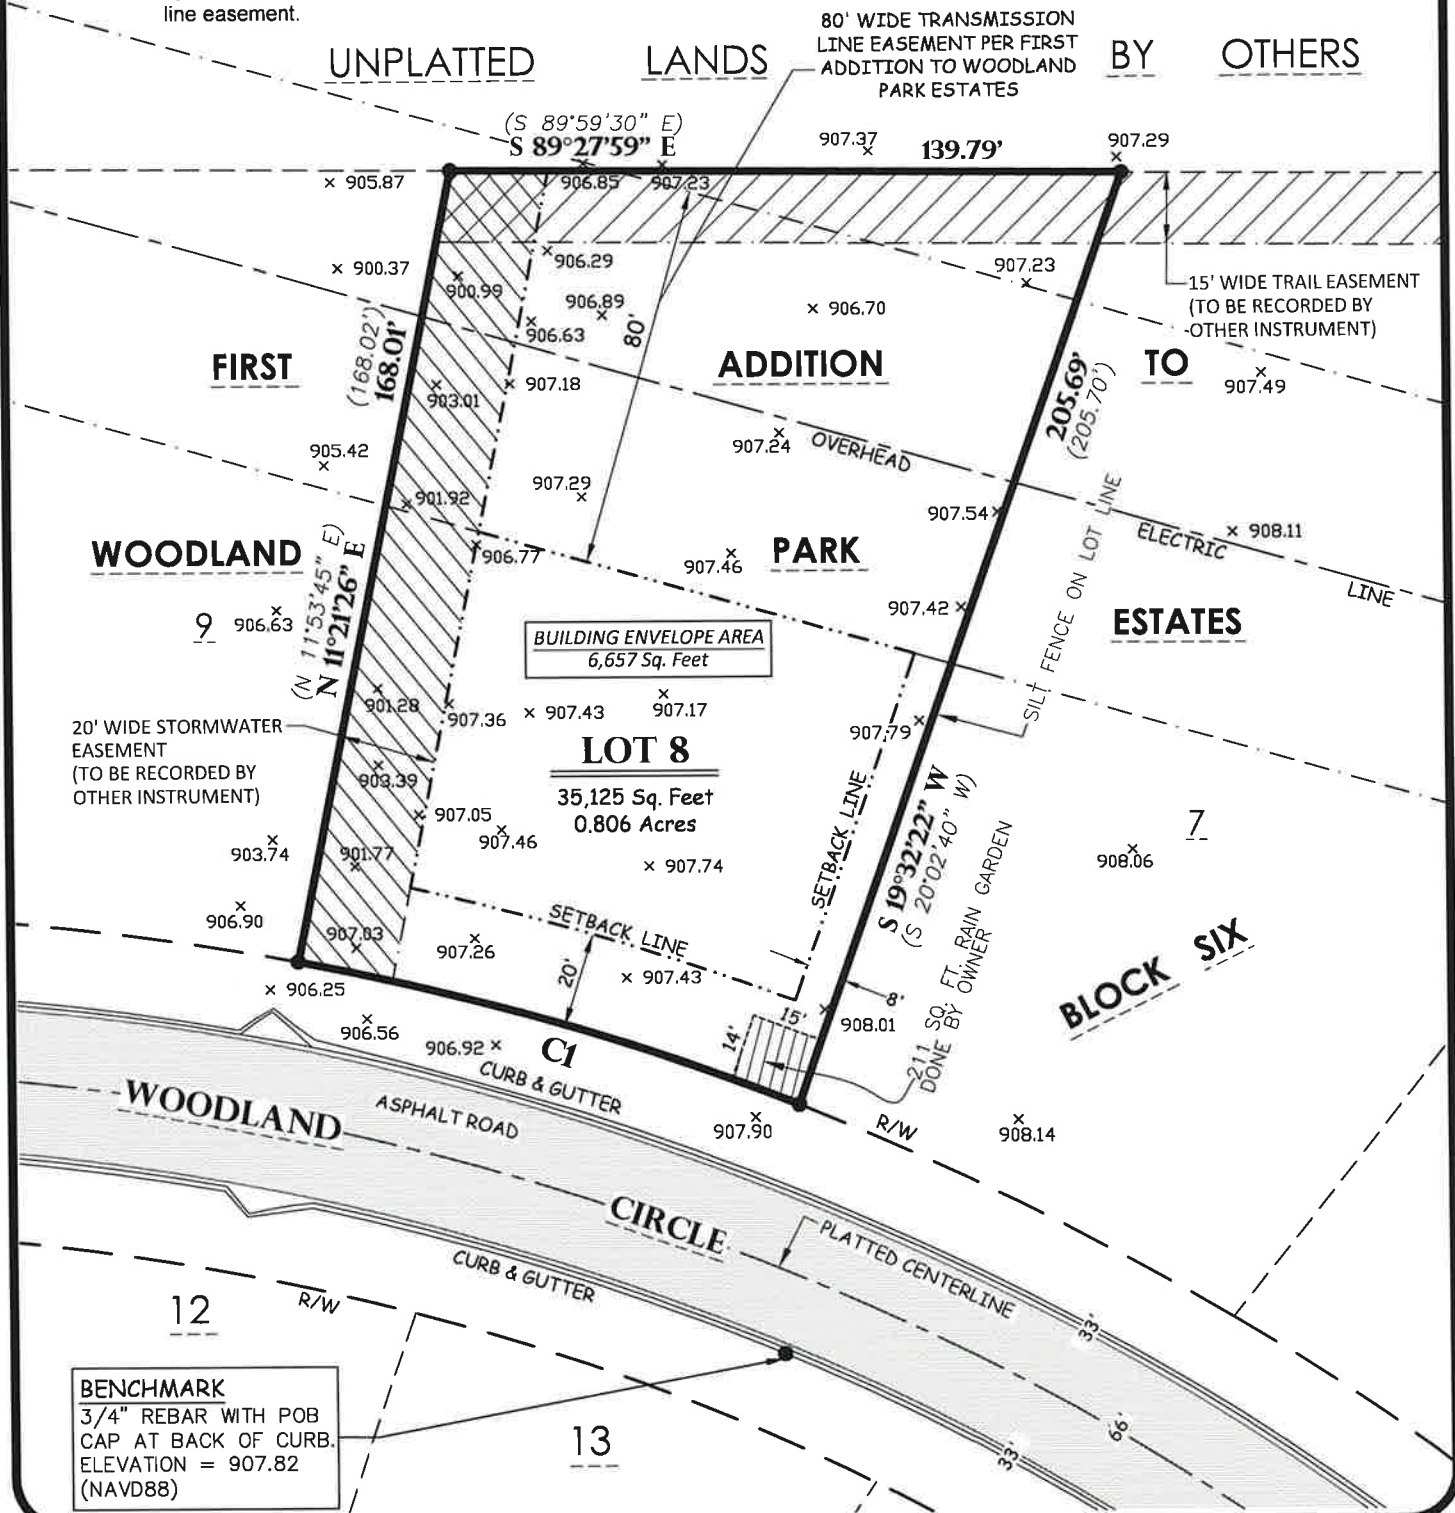 line easement.
80' WIDE TRANSMISSION
LINE EASEMENT PER FIRST
ADDITION TO WOODLAND
PARK ESTATES
UNPLATTED LANDS BY OTHERS
(S 89°59'30" E)
S 89°27'59" E
907.37
139.79'
907.29
905.87
906.85
907.23
906.29
900.37
900.99
906.89
906.63
80'
906.70
907.23
15' WIDE TRAIL EASEMENT
(TO BE RECORDED BY
OTHER INSTRUMENT)
FIRST ADDITION TO
(168.02')
168.01'
903.01
907.18
205.69'
(205.70')
907.49
907.24
OVERHEAD
905.42
907.29
901.92
907.54
ELECTRIC
908.11
LINE
WOODLAND PARK ESTATES
906.77
907.46
907.42
(N 11°53'45" E)
N 11°21'26" E
9
906.63
BUILDING ENVELOPE AREA
6,657 Sq. Feet
SILT FENCE ON LOT LINE
901.28
907.36
907.43
907.17
907.79
20' WIDE STORMWATER
EASEMENT
(TO BE RECORDED BY
OTHER INSTRUMENT)
LOT 8
35,125 Sq. Feet
0.806 Acres
903.39
907.05
907.46
SETBACK LINE
S 19°32'22" W
(S 20°02'40" W)
7
903.74
901.77
907.74
908.06
906.90
907.03
907.26
SETBACK LINE
20'
907.43
211 SQ. FT. RAIN GARDEN
DONE BY OWNER
BLOCK SIX
906.25
8'
15'
14'
908.01
906.56
906.92
C1
CURB & GUTTER
907.90
R/W
908.14
WOODLAND CIRCLE
ASPHALT ROAD
PLATTED CENTERLINE
CURB & GUTTER
33'
12
R/W
66'
33'
BENCHMARK
3/4" REBAR WITH POB
CAP AT BACK OF CURB.
ELEVATION = 907.82
(NAVD88)
13